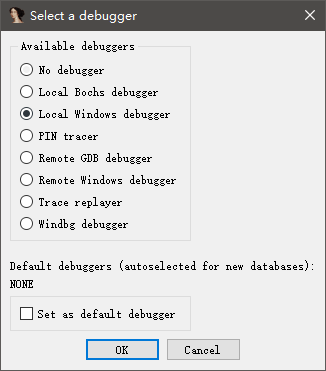 Select a debugger
Available debuggers
No debugger
Local Bochs debugger
Local Windows debugger
PIN tracer
Remote GDB debugger
Remote Windows debugger
Trace replayer
Windbg debugger
Default debuggers (autoselected for new databases):
NONE
Set as default debugger
OK
Cancel